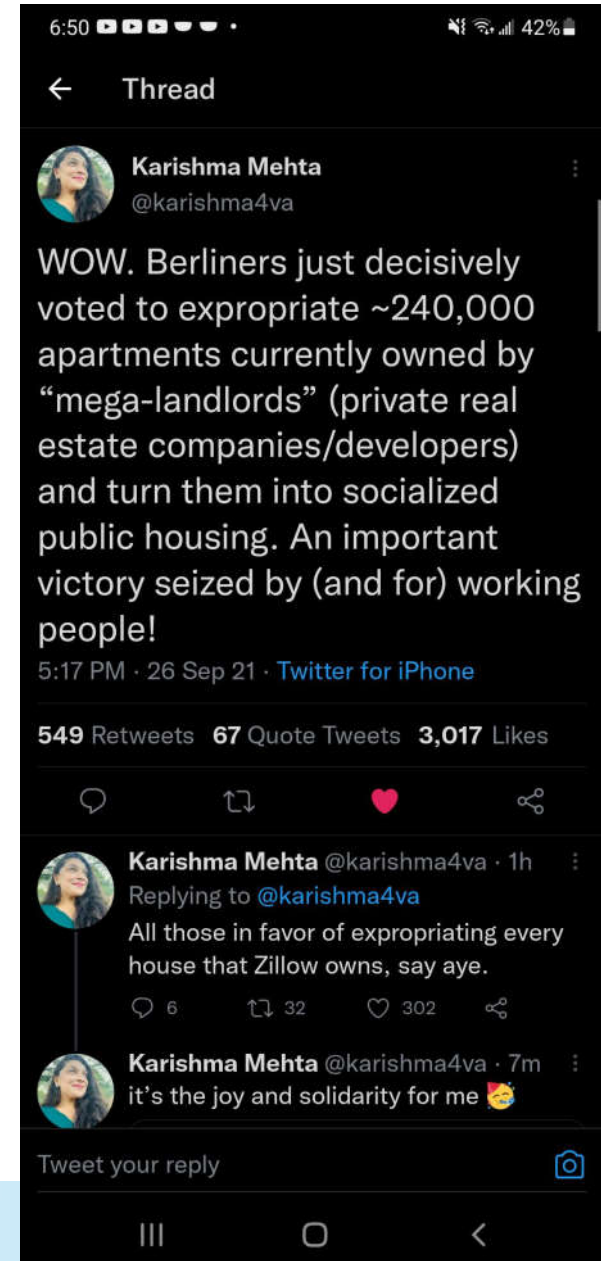 6:50
42%
Thread
Karishma Mehta
@karishma4va
WOW. Berliners just decisively
voted to expropriate ~240,000
apartments currently owned by
“mega-landlords” (private real
estate companies/developers)
and turn them into socialized
public housing. An important
victory seized by (and for) working
people!
5:17 PM · 26 Sep 21 · Twitter for iPhone
549 Retweets 67 Quote Tweets 3,017 Likes
Karishma Mehta @karishma4va · 1h
Replying to @karishma4va
All those in favor of expropriating every
house that Zillow owns, say aye.
6 32 302
Karishma Mehta @karishma4va · 7m
it’s the joy and solidarity for me 🥳
Tweet your reply